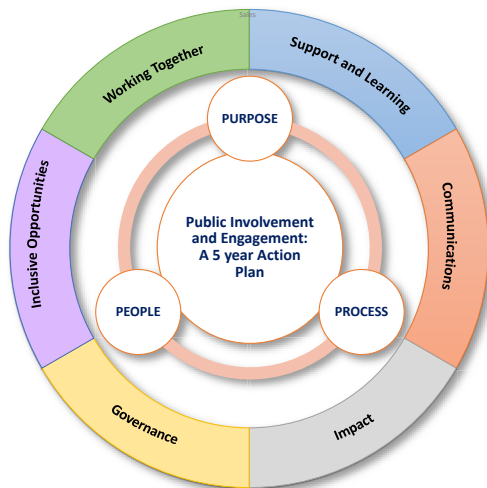 Sales
Working Together
Support and Learning
Communications
Impact
Governance
Inclusive Opportunities
PURPOSE
Public Involvement
and Engagement:
A 5 year Action
Plan
PEOPLE
PROCESS